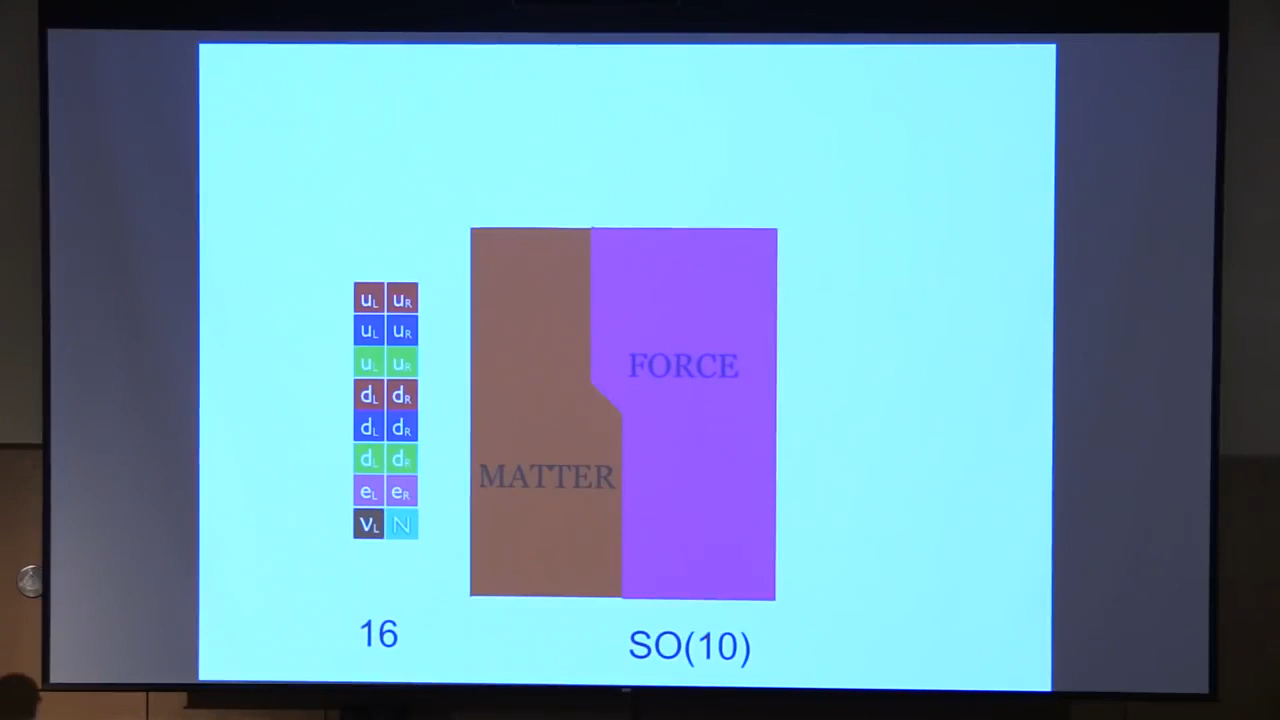 uL uR
uL uR
uL uR
dL dR
dL dR
dL dR
eL eR
νL N
FORCE
MATTER
16
SO(10)